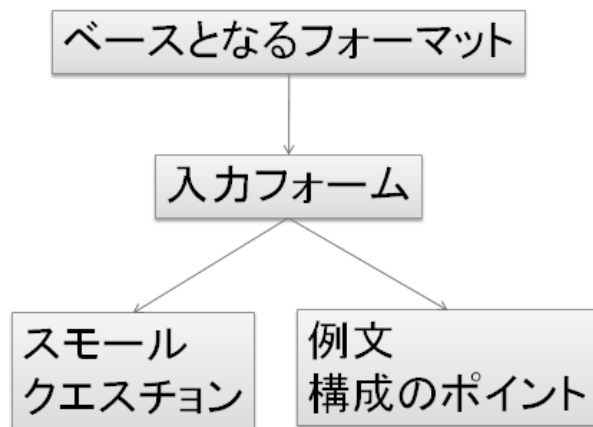 ベースとなるフォーマット
入力フォーム
スモール
クエスチョン
例文
構成のポイント